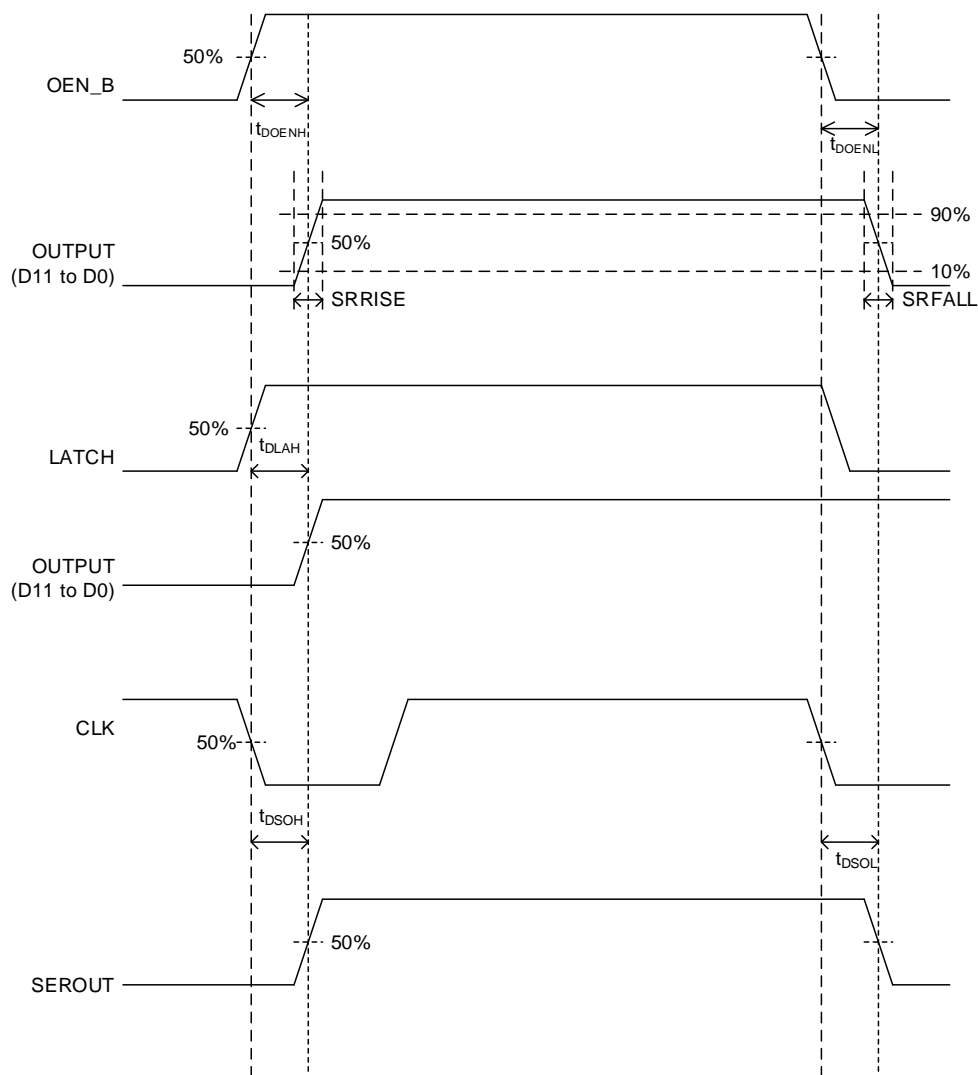 50%
OEN_B
tDOENH
tDOENL
90%
OUTPUT
(D11 to D0)
50%
10%
SRRISE
SRFALL
50%
tDLAH
LATCH
OUTPUT
(D11 to D0)
50%
CLK
50%
tDSOH
tDSOL
50%
SEROUT